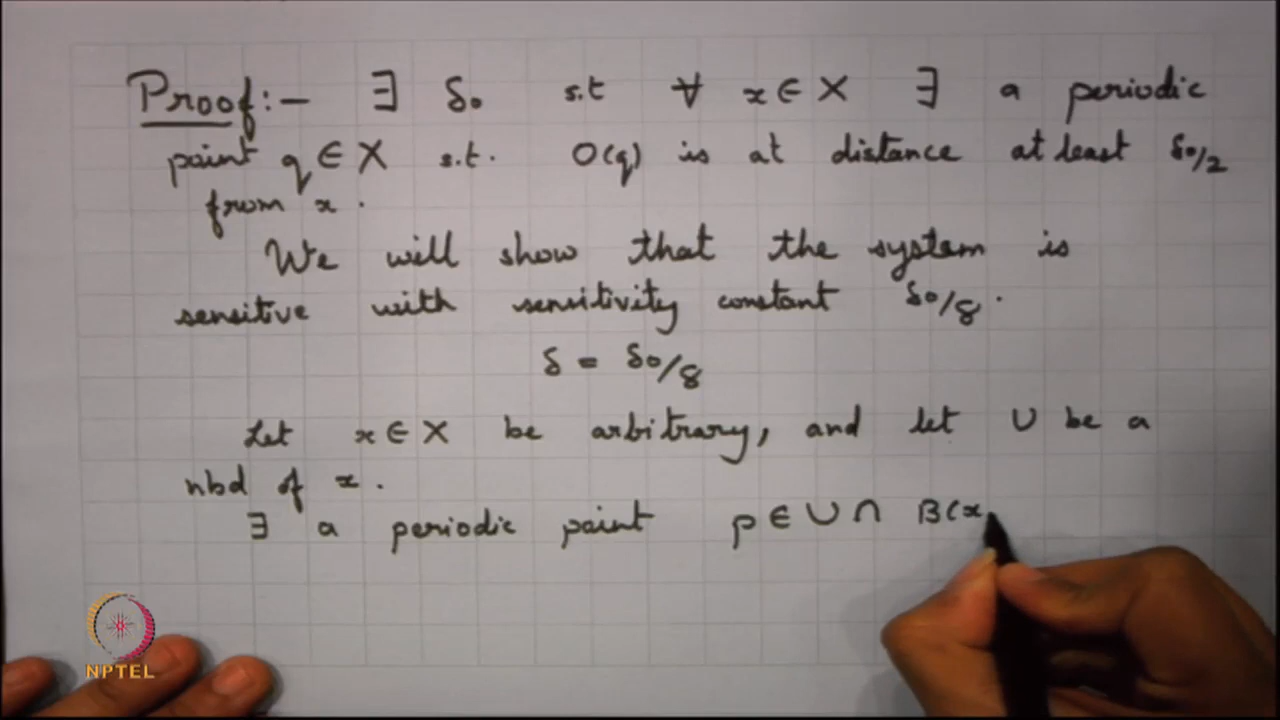 Proof:- ∃ δ₀ s.t ∀ x ∈ X ∃ a periodic
point q ∈ X s.t. O(q) is at distance at least δ₀/2
from x.
We will show that the system is
sensitive with sensitivity constant δ₀/8.
δ = δ₀/8
Let x ∈ X be arbitrary, and let U be a
nbd of x.
∃ a periodic point p ∈ U ∩ B(x,
NPTEL